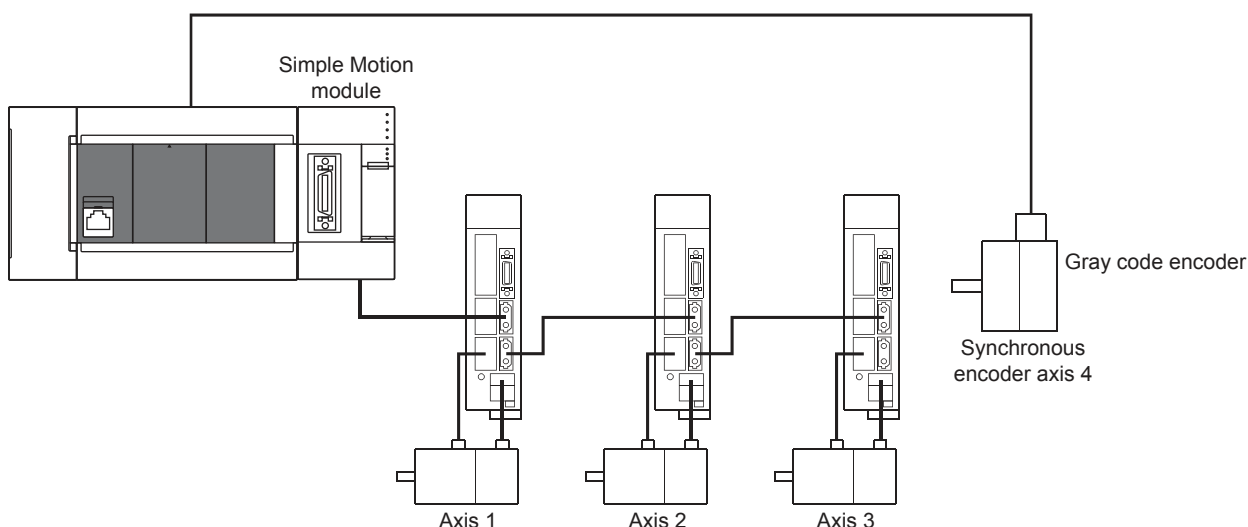 Simple Motion
module
Gray code encoder
Synchronous
encoder axis 4
Axis 1
Axis 2
Axis 3